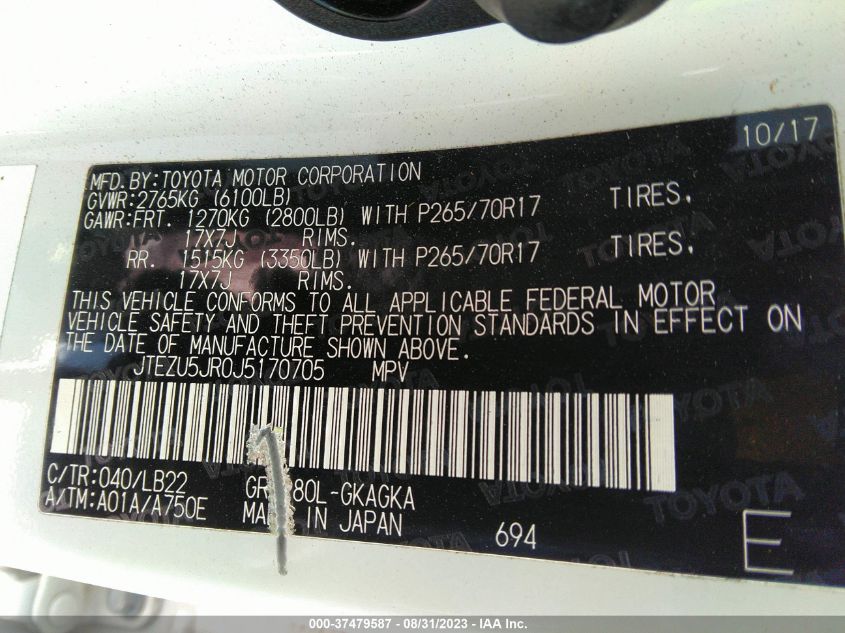 10/17
MFD.BY:TOYOTA MOTOR CORPORATION
GVWR:2765KG (6100LB)
GAWR:FRT. 1270KG (2800LB) WITH P265/70R17 TIRES.
17X7J RIMS.
RR. 1515KG (3350LB) WITH P265/70R17 TIRES.
17X7J RIMS.
THIS VEHICLE CONFORMS TO ALL APPLICABLE FEDERAL MOTOR
VEHICLE SAFETY AND THEFT PREVENTION STANDARDS IN EFFECT ON
THE DATE OF MANUFACTURE SHOWN ABOVE.
JTEZU5JR0J5170705 MPV
C/TR:040/LB22 80L-GKAGKA
A/TM:A01A/A750E IN JAPAN 694
E
TOYOTA
000-37479587 - 08/31/2023 - IAA Inc.